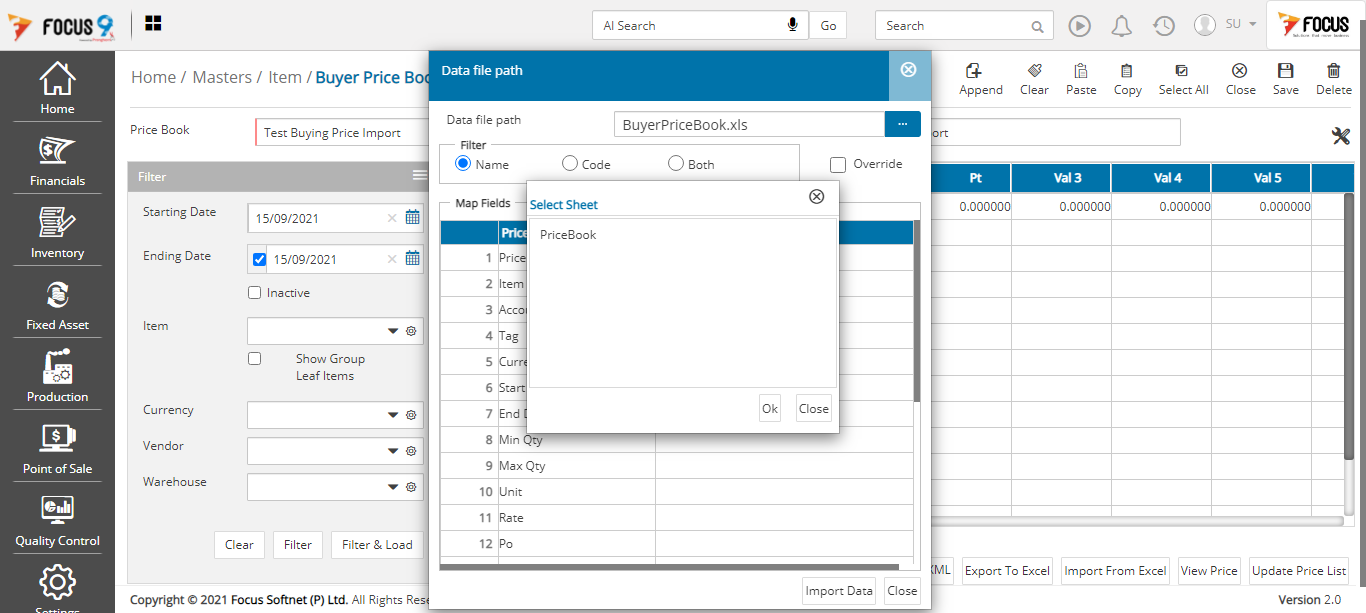 FOCUS 9
AI Search
Go
Search
SU
FOCUS
Home
Financials
Inventory
Fixed Asset
Production
Point of Sale
Quality Control
Settings
Home / Masters / Item / Buyer Price Boo
Append
Clear
Paste
Copy
Select All
Close
Save
Delete
Price Book
Test Buying Price Import
ort
Filter
Starting Date
15/09/2021
Ending Date
15/09/2021
Inactive
Item
Show Group
Leaf Items
Currency
Vendor
Warehouse
Clear
Filter
Filter & Load
Data file path
Data file path
BuyerPriceBook.xls
...
Filter
Name
Code
Both
Override
Map Fields
Price
1 Price
2 Item
3 Accou
4 Tag
5 Curre
6 Start
7 End D
8 Min Qty
9 Max Qty
10 Unit
11 Rate
12 Po
Select Sheet
PriceBook
Ok
Close
Import Data
Close
Pt
Val 3
Val 4
Val 5
0.000000
0.000000
0.000000
0.000000
XML
Export To Excel
Import From Excel
View Price
Update Price List
Copyright © 2021 Focus Softnet (P) Ltd. All Rights Rese
Version 2.0